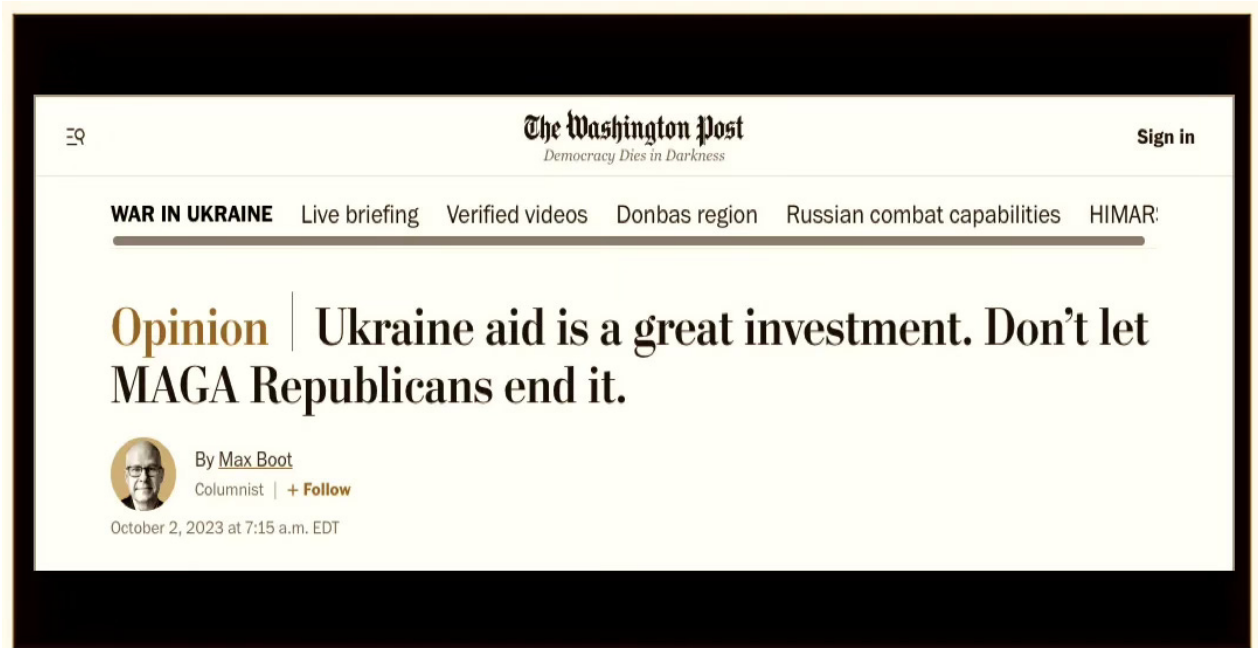 The Washington Post
Democracy Dies in Darkness
Sign in
WAR IN UKRAINE Live briefing Verified videos Donbas region Russian combat capabilities HIMARS
Opinion Ukraine aid is a great investment. Don’t let
MAGA Republicans end it.
By Max Boot
Columnist | + Follow
October 2, 2023 at 7:15 a.m. EDT